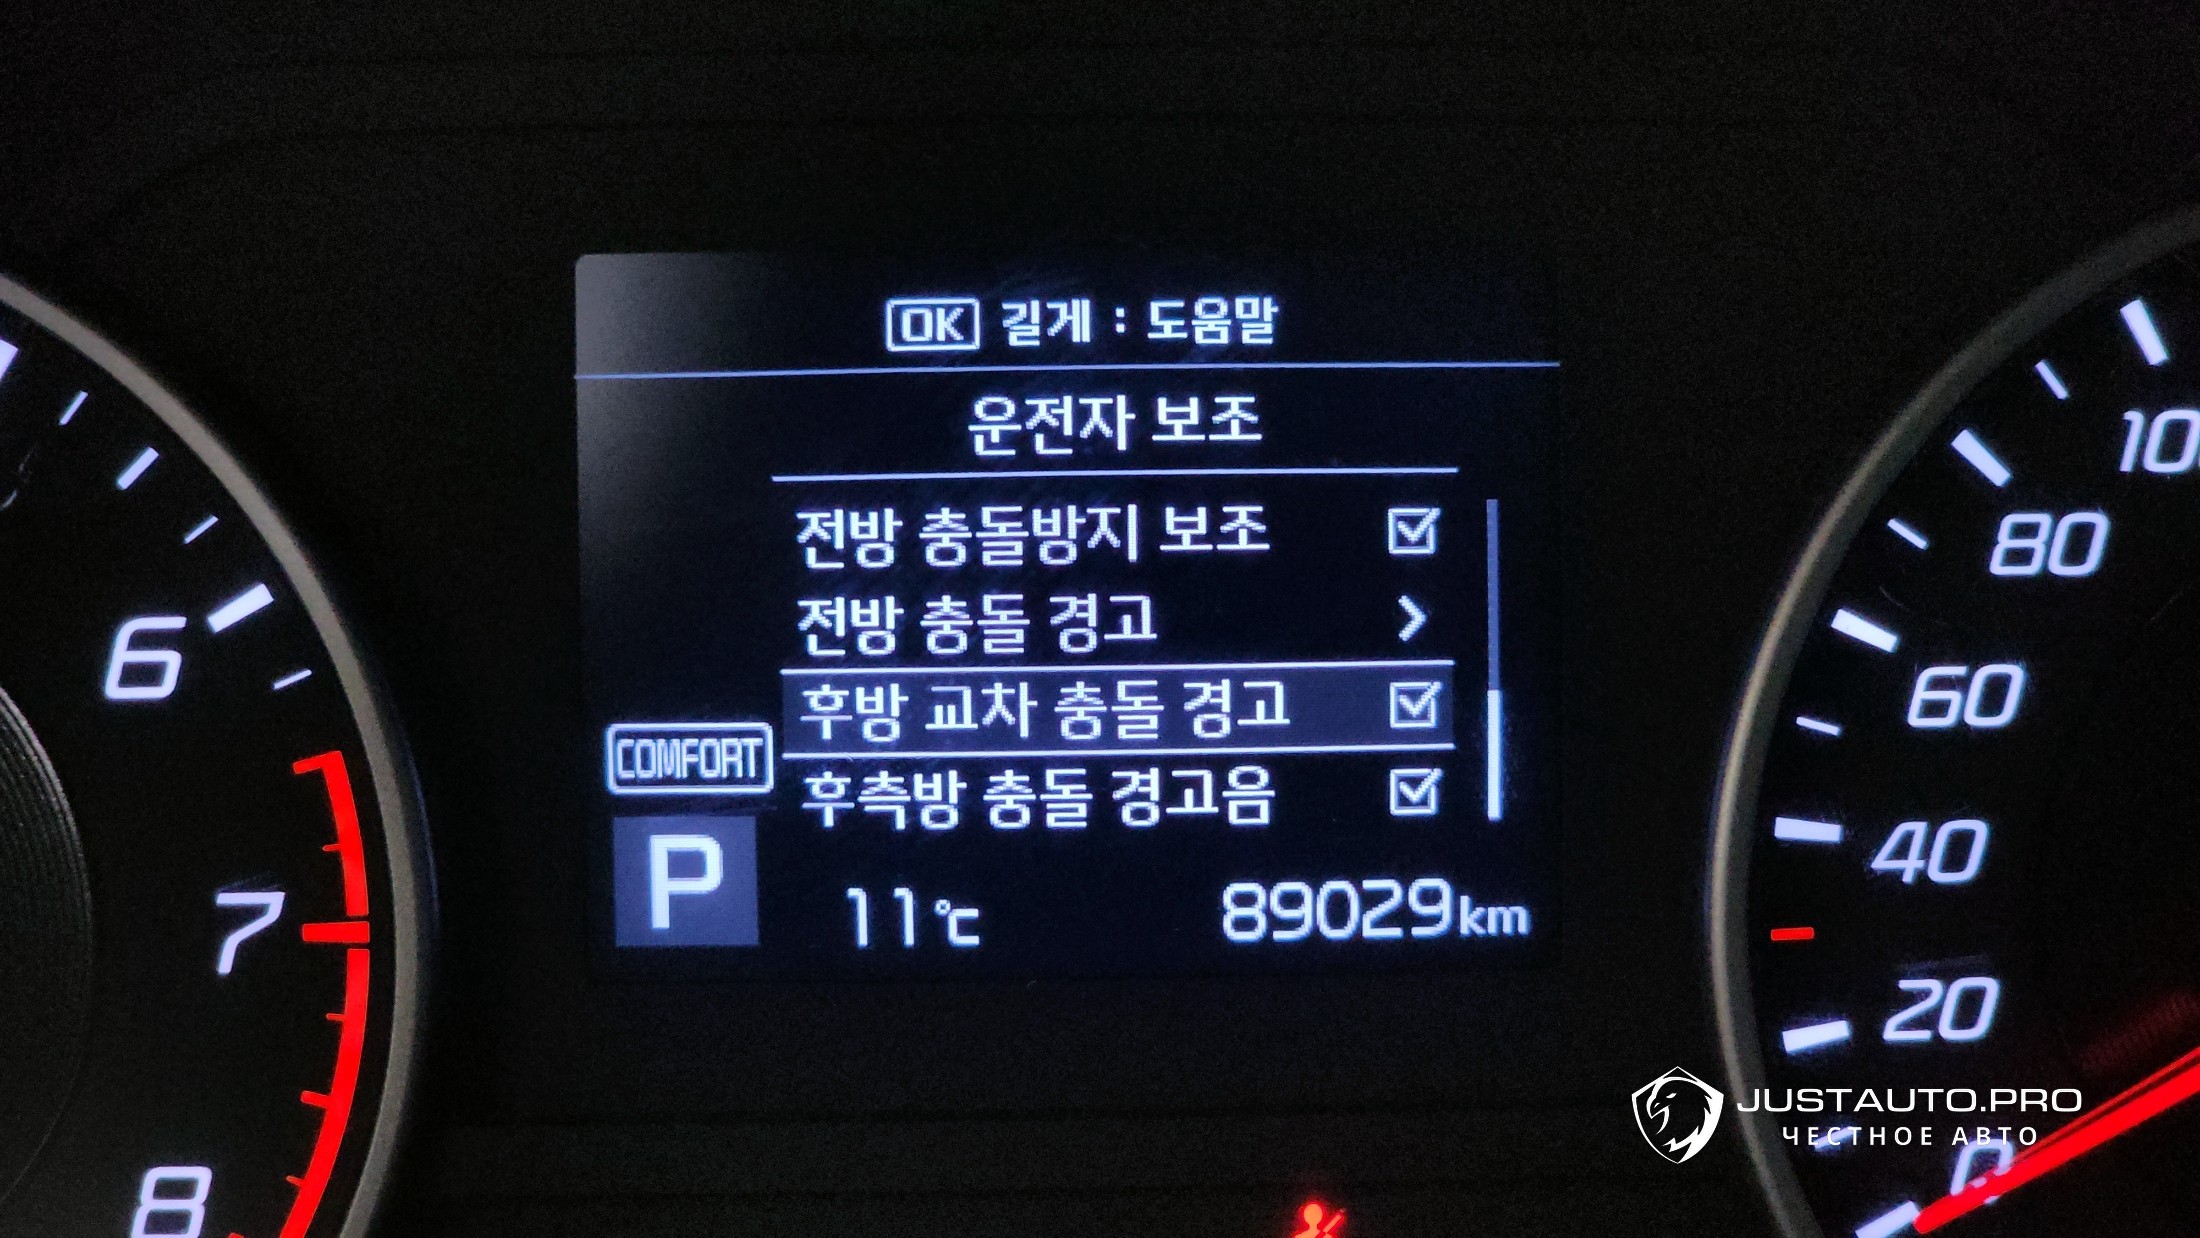 OK 길게 : 도움말
운전자 보조
전방 충돌방지 보조
전방 충돌 경고
후방 교차 충돌 경고
후측방 충돌 경고음
COMFORT
P
11℃
89029km
6
7
8
80
60
40
20
0
JUSTAUTO.PRO
ЧЕСТНОЕ АВТО